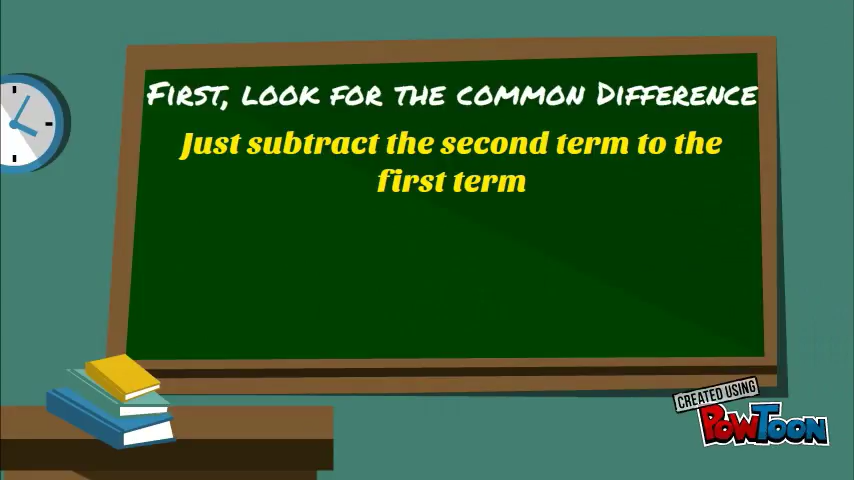 First, look for the common Difference
Just subtract the second term to the
first term
CREATED USING
POWTOON